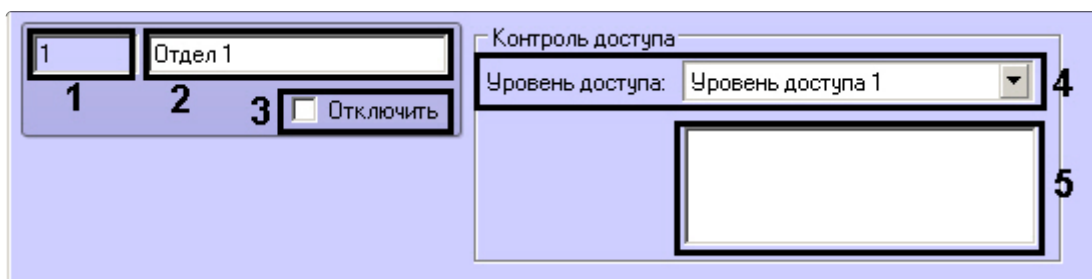 1 Отдел 1
1 2
3 Отключить
Контроль доступа
Уровень доступа: Уровень доступа 1 4
5